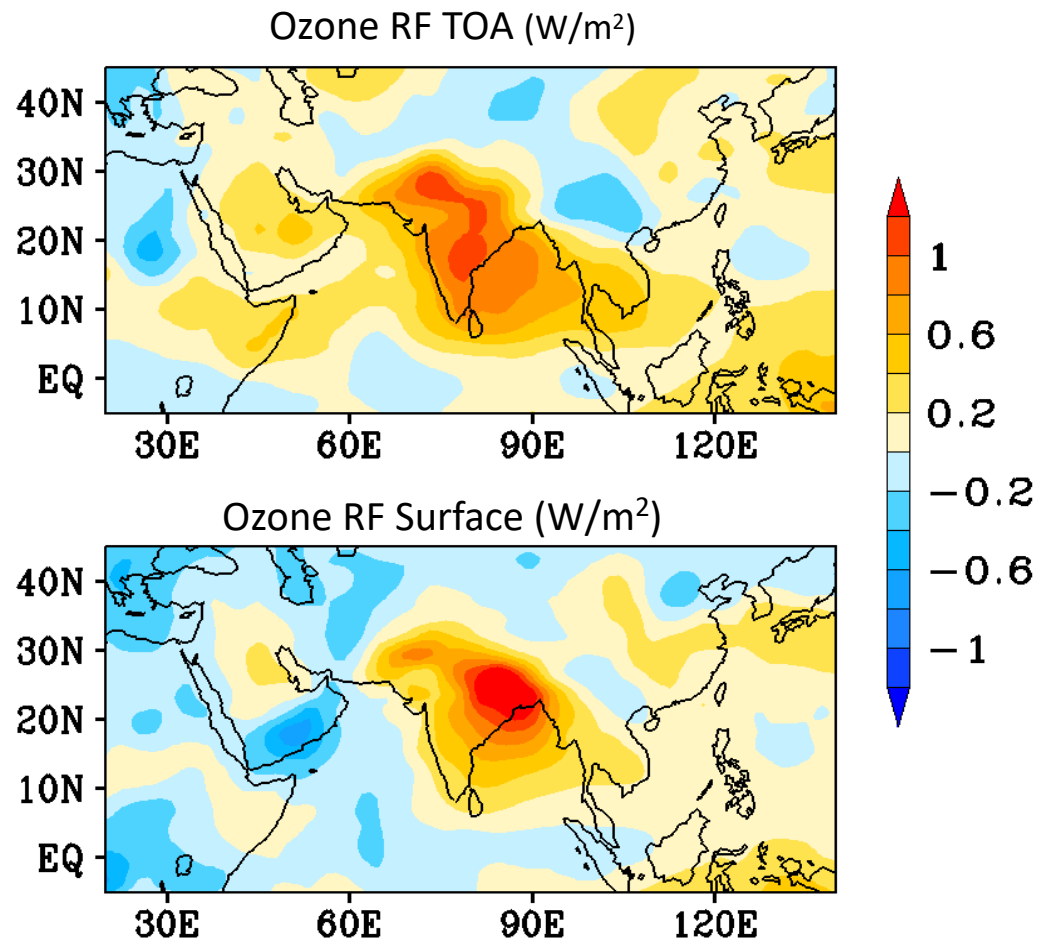 Ozone RF TOA (W/m²)
40N
30N
20N
10N
EQ
30E 60E 90E 120E
1
0.6
0.2
−0.2
−0.6
−1
Ozone RF Surface (W/m²)
40N
30N
20N
10N
EQ
30E 60E 90E 120E